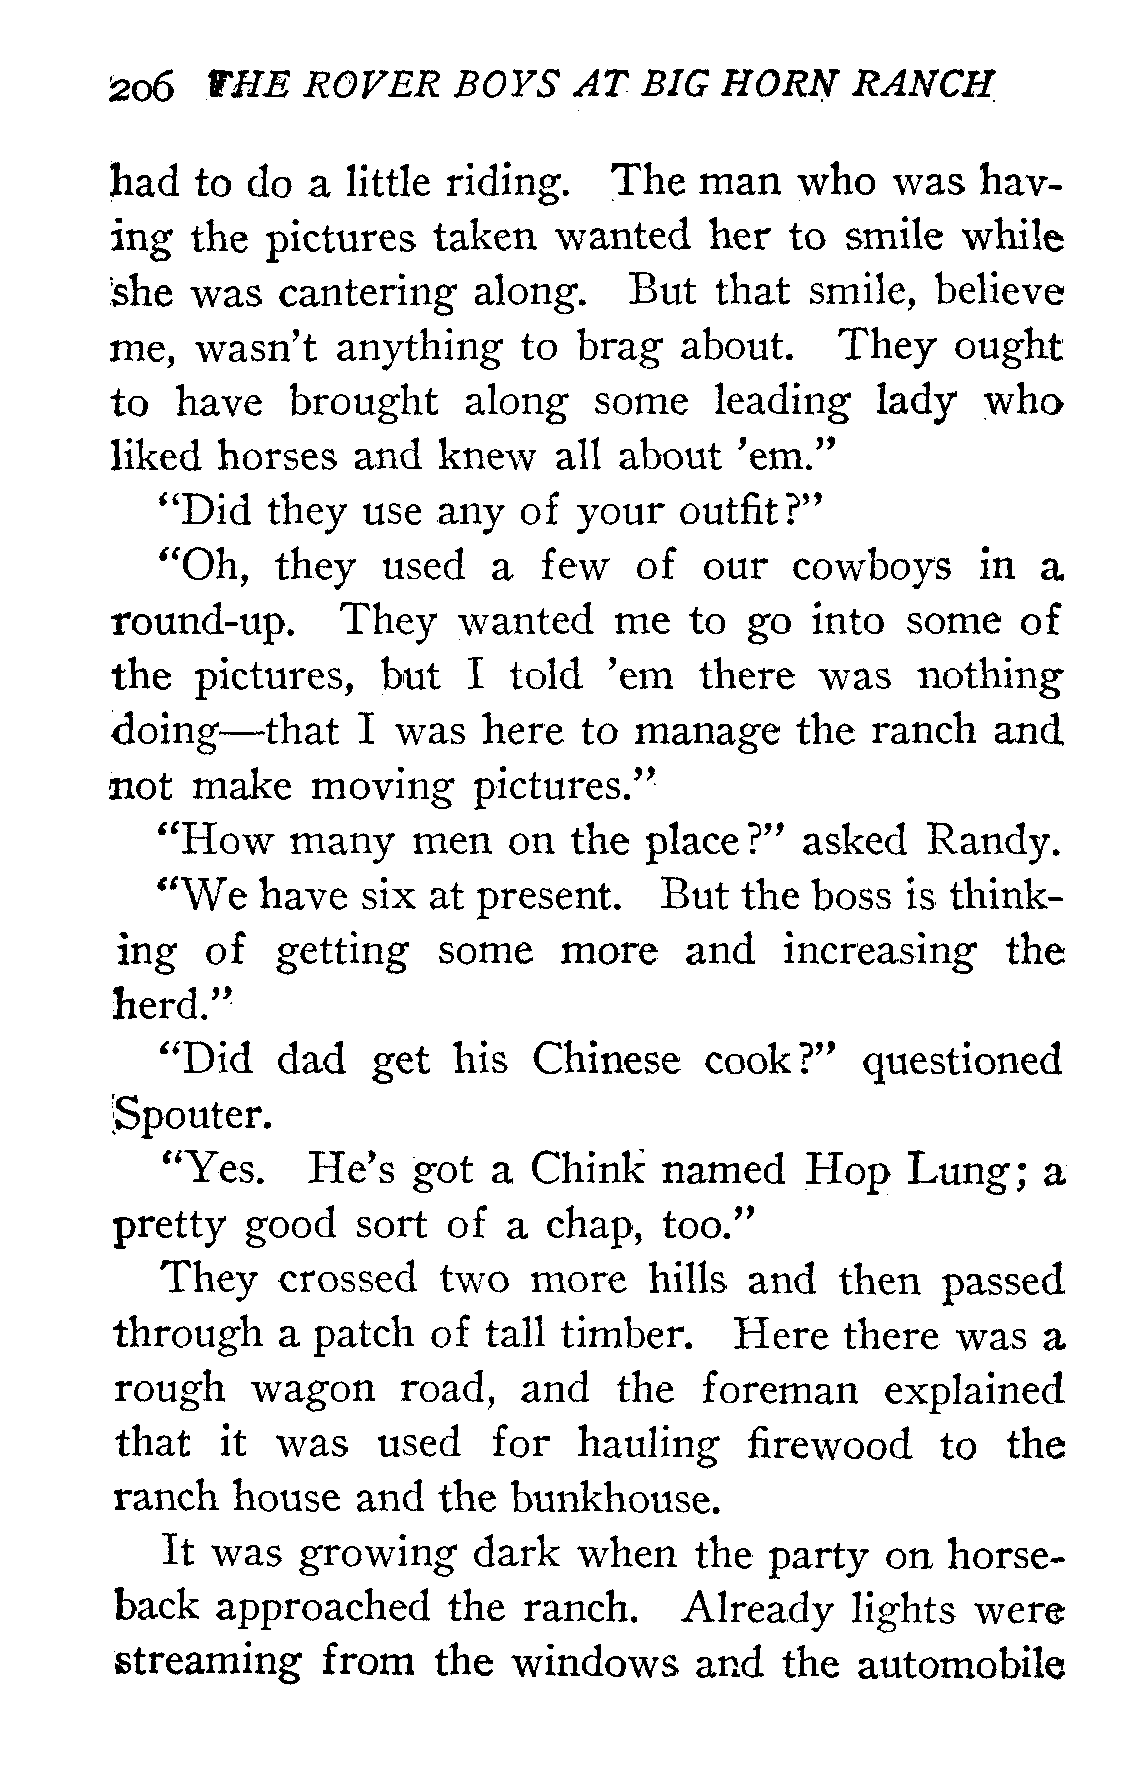 206 THE ROVER BOYS AT BIG HORN RANCH
had to do a little riding. The man who was hav-
ing the pictures taken wanted her to smile while
she was cantering along. But that smile, believe
me, wasn't anything to brag about. They ought
to have brought along some leading lady who
liked horses and knew all about 'em."
"Did they use any of your outfit?"
"Oh, they used a few of our cowboys in a
round-up. They wanted me to go into some of
the pictures, but I told 'em there was nothing
doing—that I was here to manage the ranch and
not make moving pictures."
"How many men on the place?" asked Randy.
"We have six at present. But the boss is think-
ing of getting some more and increasing the
herd."
"Did dad get his Chinese cook?" questioned
Spouter.
"Yes. He's got a Chink named Hop Lung; a
pretty good sort of a chap, too."
They crossed two more hills and then passed
through a patch of tall timber. Here there was a
rough wagon road, and the foreman explained
that it was used for hauling firewood to the
ranch house and the bunkhouse.
It was growing dark when the party on horse-
back approached the ranch. Already lights were
streaming from the windows and the automobile